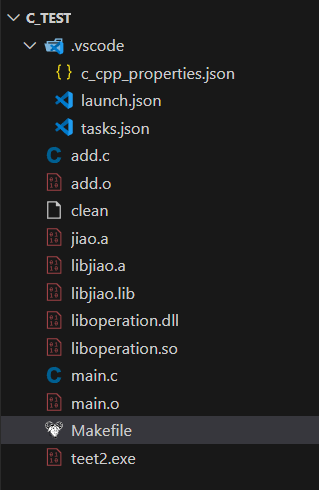 C_TEST
.vscode
{} c_cpp_properties.json
launch.json
tasks.json
C add.c
add.o
clean
jiao.a
libjiao.a
libjiao.lib
liboperation.dll
liboperation.so
C main.c
main.o
Makefile
teet2.exe